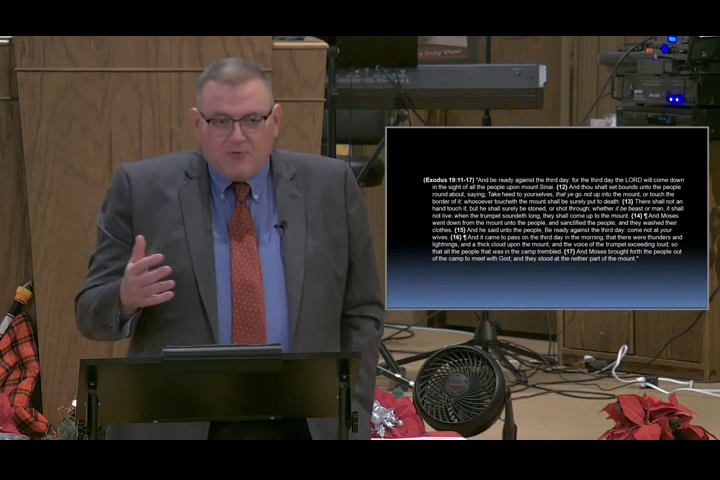 (Exodus 19:11-17) "And be ready against the third day: for the third day the LORD will come down
in the sight of all the people upon mount Sinai. {12} And thou shalt set bounds unto the people
round about, saying, Take heed to yourselves, that ye go not up into the mount, or touch the
border of it: whosoever toucheth the mount shall be surely put to death: {13} There shall not an
hand touch it, but he shall surely be stoned, or shot through; whether it be beast or man, it shall
not live: when the trumpet soundeth long, they shall come up to the mount. {14} ¶ And Moses
went down from the mount unto the people, and sanctified the people; and they washed their
clothes. {15} And he said unto the people, Be ready against the third day: come not at your
wives. {16} ¶ And it came to pass on the third day in the morning, that there were thunders and
lightnings, and a thick cloud upon the mount, and the voice of the trumpet exceeding loud; so
that all the people that was in the camp trembled. {17} And Moses brought forth the people out
of the camp to meet with God; and they stood at the nether part of the mount."